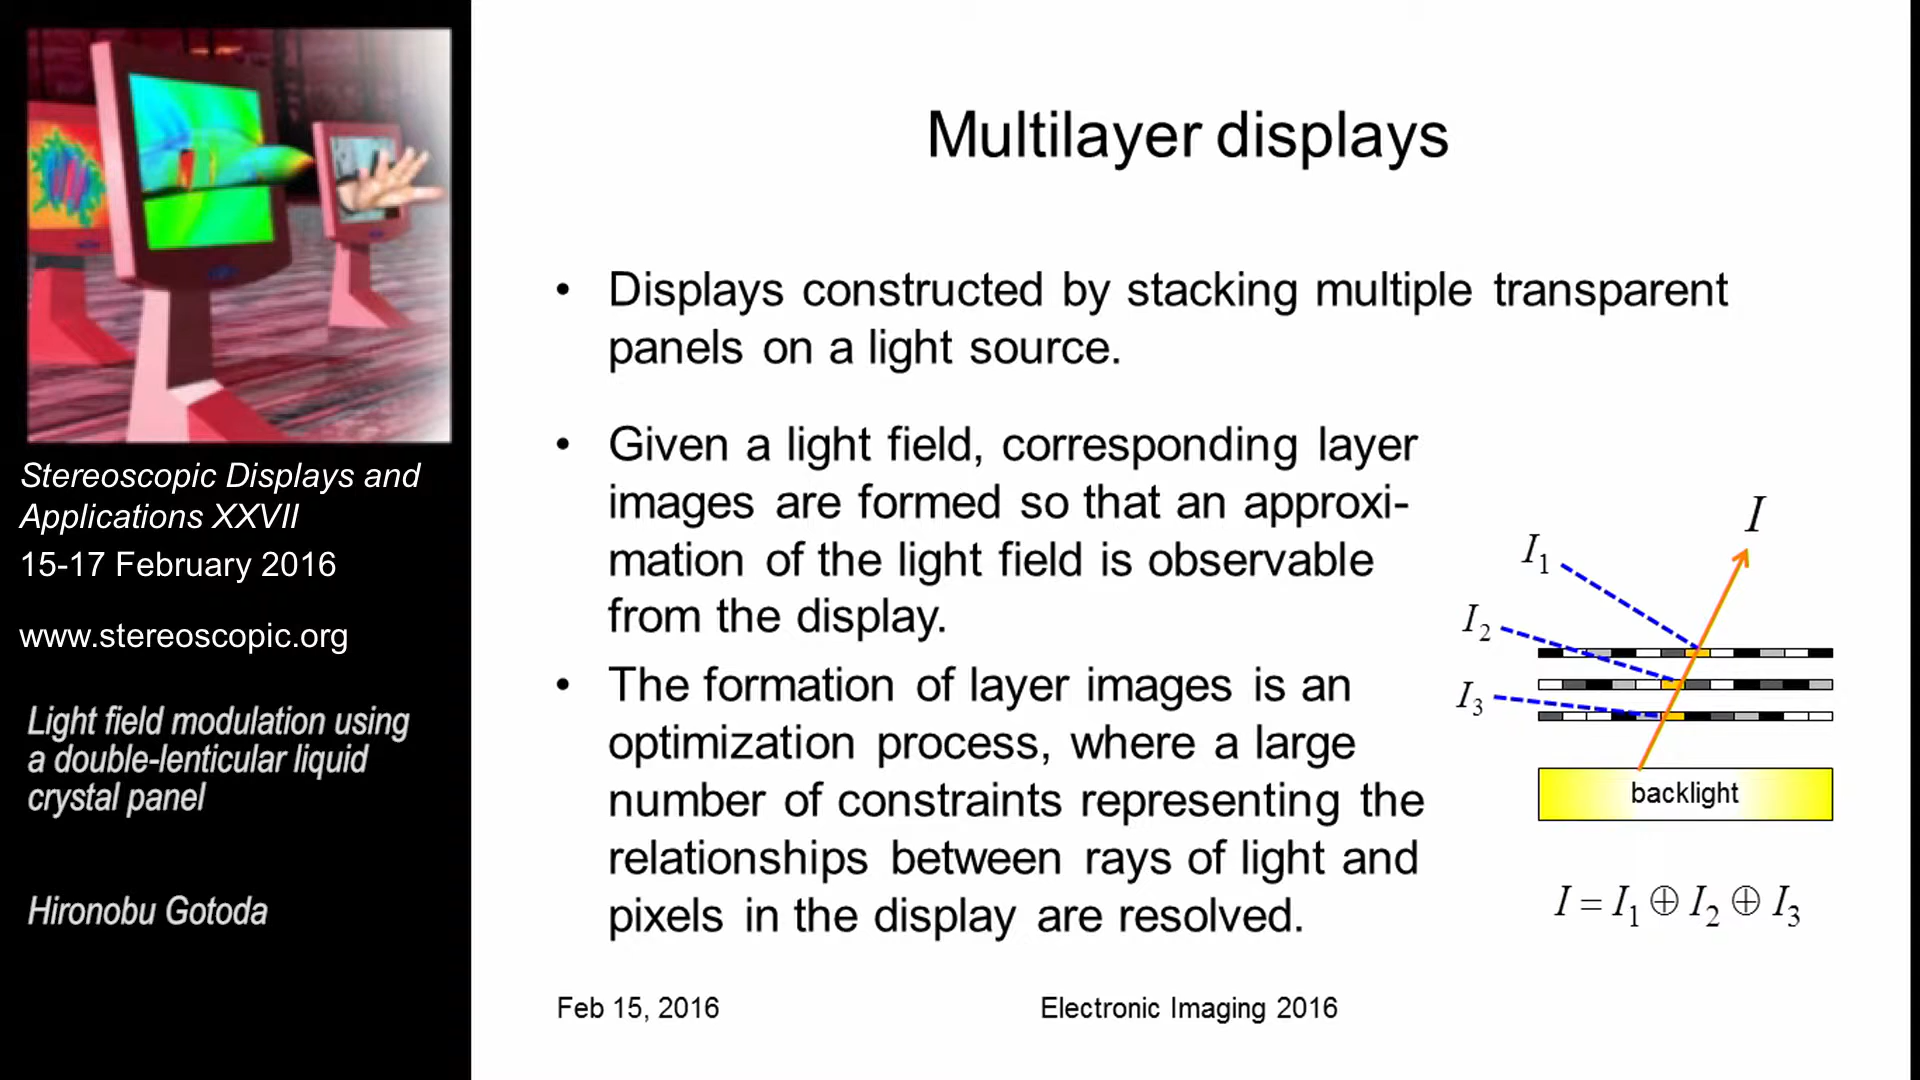 Stereoscopic Displays and
Applications XXVII
15-17 February 2016
www.stereoscopic.org
Light field modulation using
a double-lenticular liquid
crystal panel
Hironobu Gotoda
Multilayer displays
• Displays constructed by stacking multiple transparent
panels on a light source.
• Given a light field, corresponding layer
images are formed so that an approxi-
mation of the light field is observable
from the display.
• The formation of layer images is an
optimization process, where a large
number of constraints representing the
relationships between rays of light and
pixels in the display are resolved.
I
I₁
I₂
I₃
backlight
I = I₁ ⊕ I₂ ⊕ I₃
Feb 15, 2016
Electronic Imaging 2016